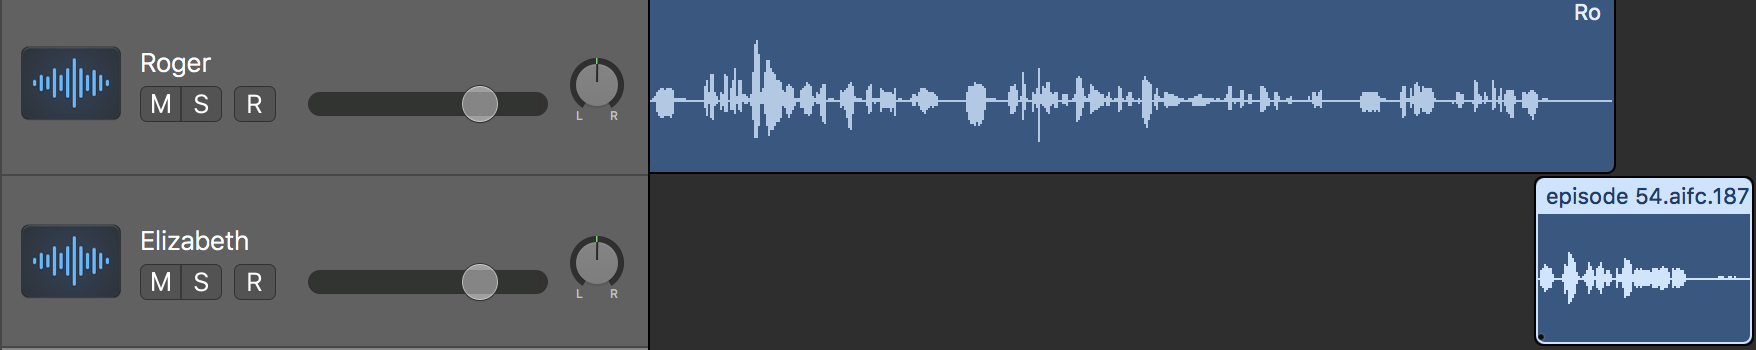 Ro
Roger
M S R
L R
episode 54.aifc.187
Elizabeth
M S R
L R